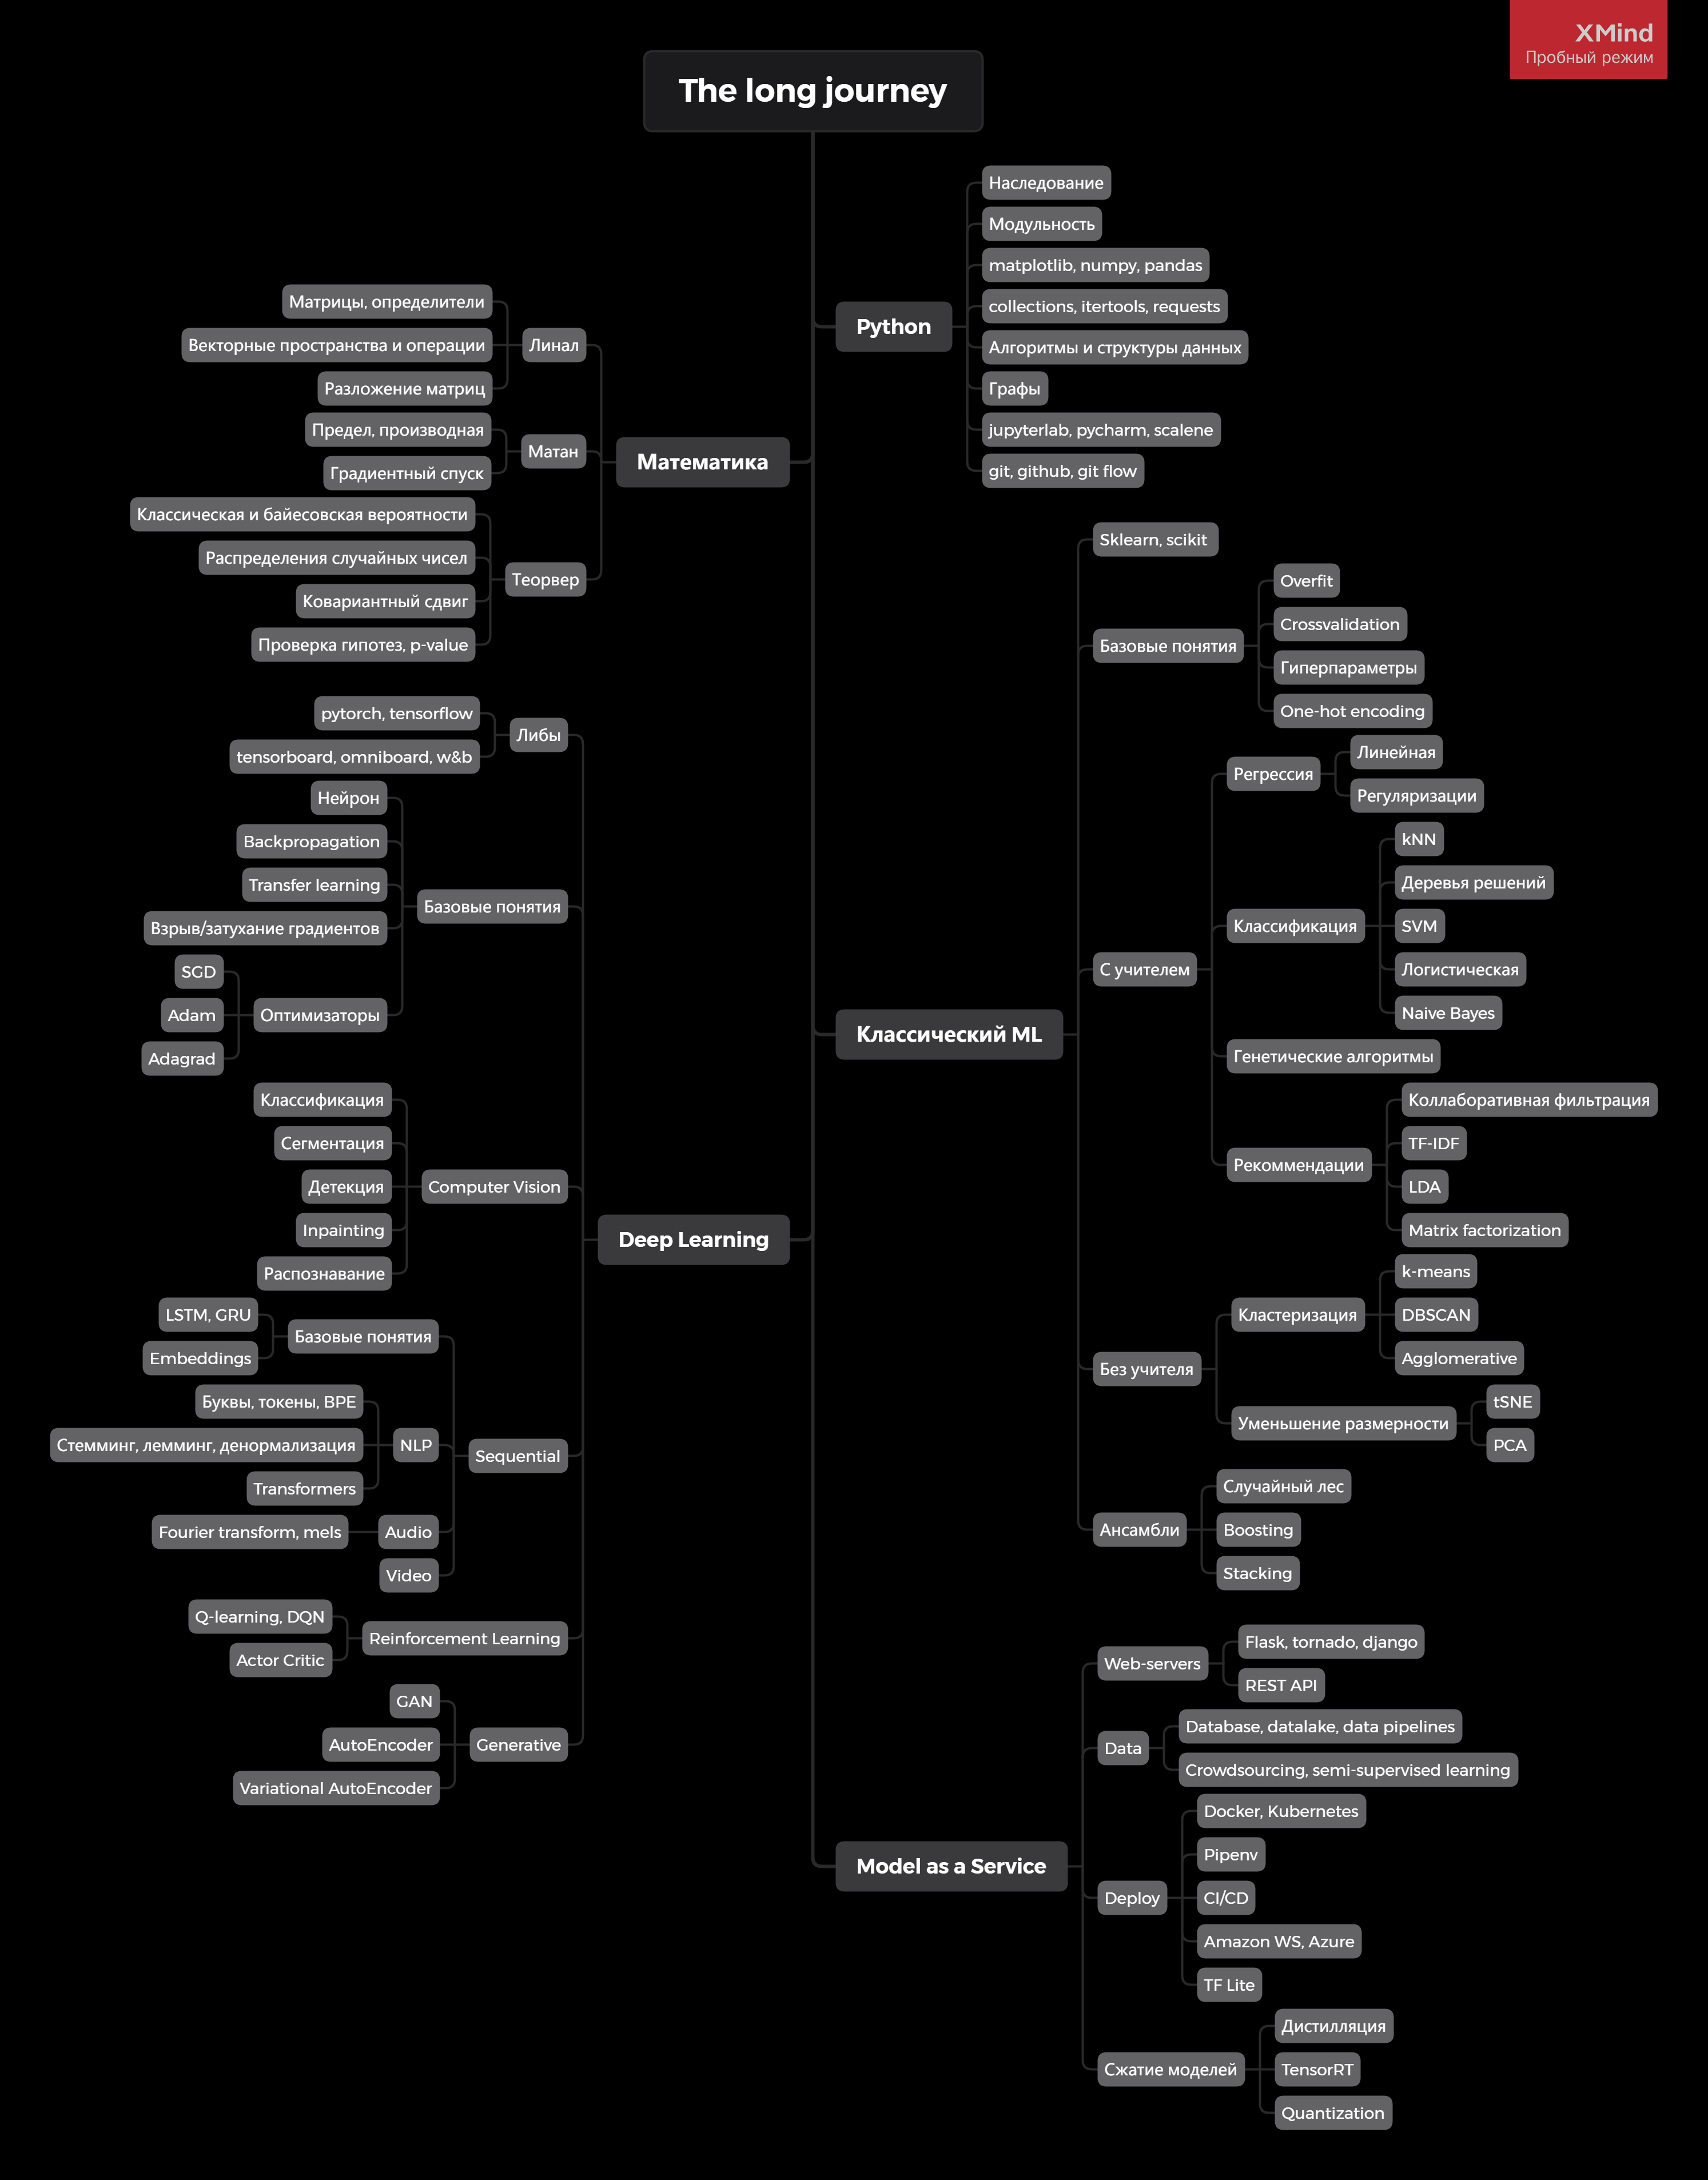 XMind
Пробный режим
The long journey
Python
Наследование
Модульность
matplotlib, numpy, pandas
collections, itertools, requests
Алгоритмы и структуры данных
Графы
jupyterlab, pycharm, scalene
git, github, git flow
Математика
Линал
Матрицы, определители
Векторные пространства и операции
Разложение матриц
Матан
Предел, производная
Градиентный спуск
Теорвер
Классическая и байесовская вероятности
Распределения случайных чисел
Ковариантный сдвиг
Проверка гипотез, p-value
Классический ML
Sklearn, scikit
Базовые понятия
Overfit
Crossvalidation
Гиперпараметры
One-hot encoding
С учителем
Регрессия
Линейная
Регуляризации
Классификация
kNN
Деревья решений
SVM
Логистическая
Naive Bayes
Генетические алгоритмы
Рекоммендации
Коллаборативная фильтрация
TF-IDF
LDA
Matrix factorization
Без учителя
Кластеризация
k-means
DBSCAN
Agglomerative
Уменьшение размерности
tSNE
PCA
Ансамбли
Случайный лес
Boosting
Stacking
Deep Learning
Либы
pytorch, tensorflow
tensorboard, omniboard, w&b
Базовые понятия
Нейрон
Backpropagation
Transfer learning
Взрыв/затухание градиентов
Оптимизаторы
SGD
Adam
Adagrad
Computer Vision
Классификация
Сегментация
Детекция
Inpainting
Распознавание
Sequential
Базовые понятия
LSTM, GRU
Embeddings
NLP
Буквы, токены, BPE
Стемминг, лемминг, денормализация
Transformers
Audio
Fourier transform, mels
Video
Reinforcement Learning
Q-learning, DQN
Actor Critic
Generative
GAN
AutoEncoder
Variational AutoEncoder
Model as a Service
Web-servers
Flask, tornado, django
REST API
Data
Database, datalake, data pipelines
Crowdsourcing, semi-supervised learning
Deploy
Docker, Kubernetes
Pipenv
CI/CD
Amazon WS, Azure
TF Lite
Сжатие моделей
Дистилляция
TensorRT
Quantization